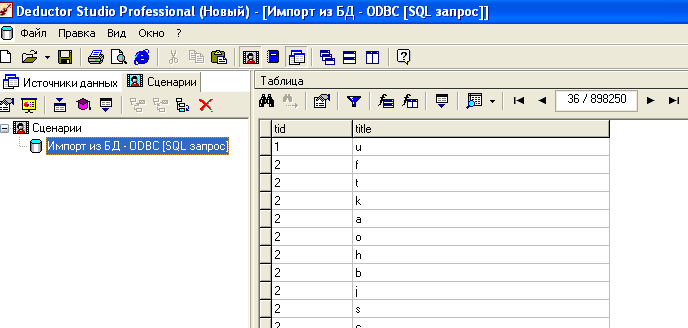 Deductor Studio Professional (Новый) - [Импорт из БД - ODBC [SQL запрос]]
Файл Правка Вид Окно ?
Источники данных Сценарии
Таблица
36 / 898250
Сценарии
Импорт из БД - ODBC [SQL запрос]
tid title
1 u
2 f
2 t
2 k
2 a
2 o
2 h
2 b
2 j
2 s